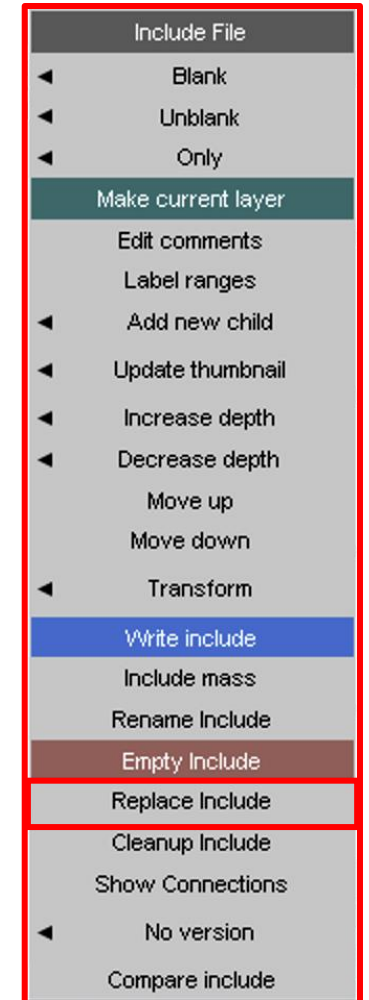 Include File
Blank
Unblank
Only
Make current layer
Edit comments
Label ranges
Add new child
Update thumbnail
Increase depth
Decrease depth
Move up
Move down
Transform
Write include
Include mass
Rename Include
Empty Include
Replace Include
Cleanup Include
Show Connections
No version
Compare include